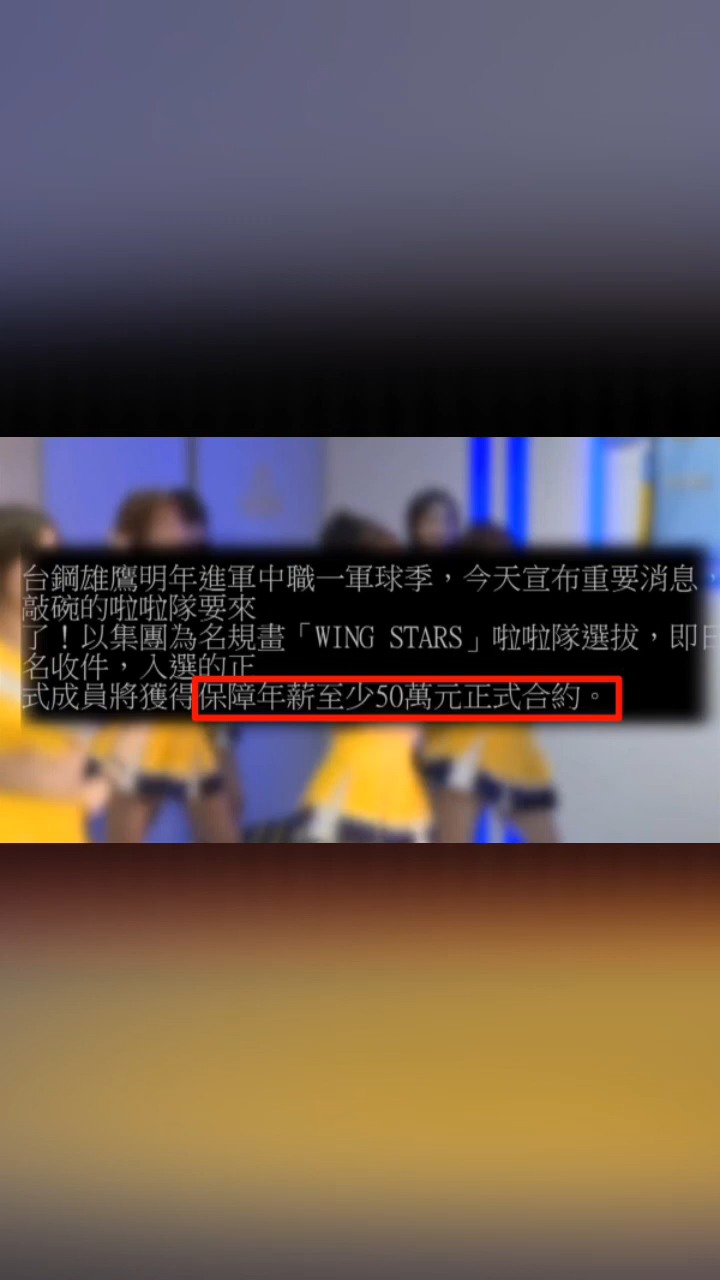 台鋼雄鷹明年進軍中職一軍球季，今天宣布重要消息，
敲碗的啦啦隊要來
了！以集團為名規畫「WING STARS」啦啦隊選拔，即日
名收件，入選的正
式成員將獲得保障年薪至少50萬元正式合約。